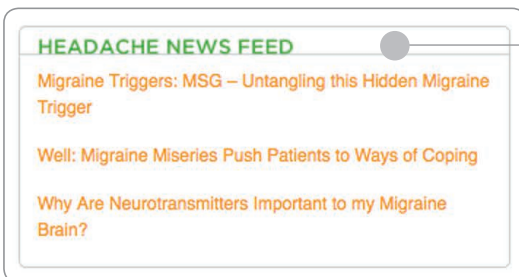 HEADACHE NEWS FEED
Migraine Triggers: MSG – Untangling this Hidden Migraine
Trigger
Well: Migraine Miseries Push Patients to Ways of Coping
Why Are Neurotransmitters Important to my Migraine
Brain?